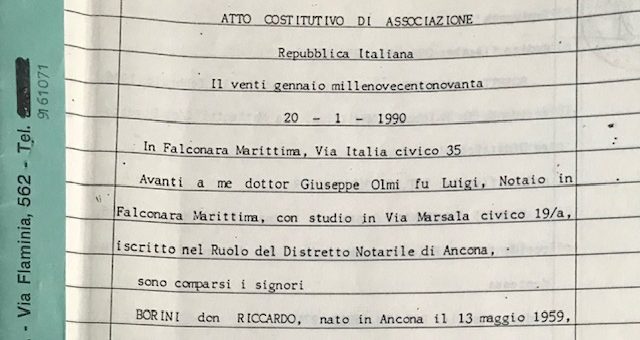 ATTO COSTITUTIVO DI ASSOCIAZIONE
Repubblica Italiana
Il venti gennaio millenovecentonovanta
20 - 1 - 1990
In Falconara Marittima, Via Italia civico 35
Avanti a me dottor Giuseppe Olmi fu Luigi, Notaio in
Falconara Marittima, con studio in Via Marsala civico 19/a,
iscritto nel Ruolo del Distretto Notarile di Ancona,
sono comparsi i signori
BORINI don RICCARDO, nato in Ancona il 13 maggio 1959,
- Via Flaminia, 562 - Tel.
9161071